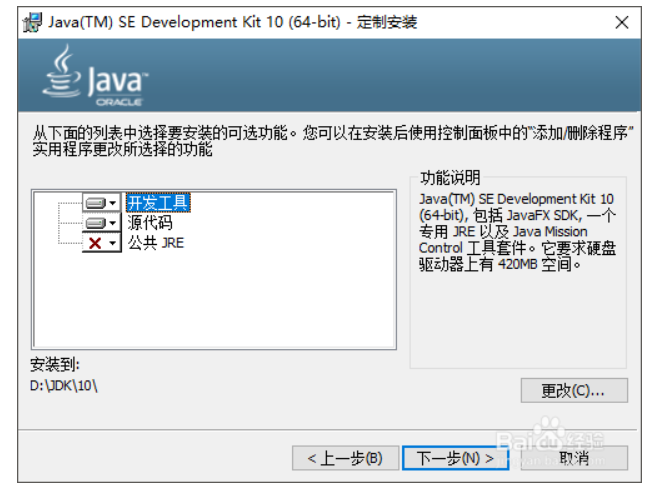 Java(TM) SE Development Kit 10 (64-bit) - 定制安装
Java
ORACLE
从下面的列表中选择要安装的可选功能。您可以在安装后使用控制面板中的"添加/删除程序"
实用程序更改所选择的功能
开发工具
源代码
公共 JRE
功能说明
Java(TM) SE Development Kit 10
(64-bit), 包括 JavaFX SDK, 一个
专用 JRE 以及 Java Mission
Control 工具套件。它要求硬盘
驱动器上有 420MB 空间。
安装到:
D:\JDK\10\
更改(C)...
Baidu经验
< 上一步(B)
下一步(N) >
取消